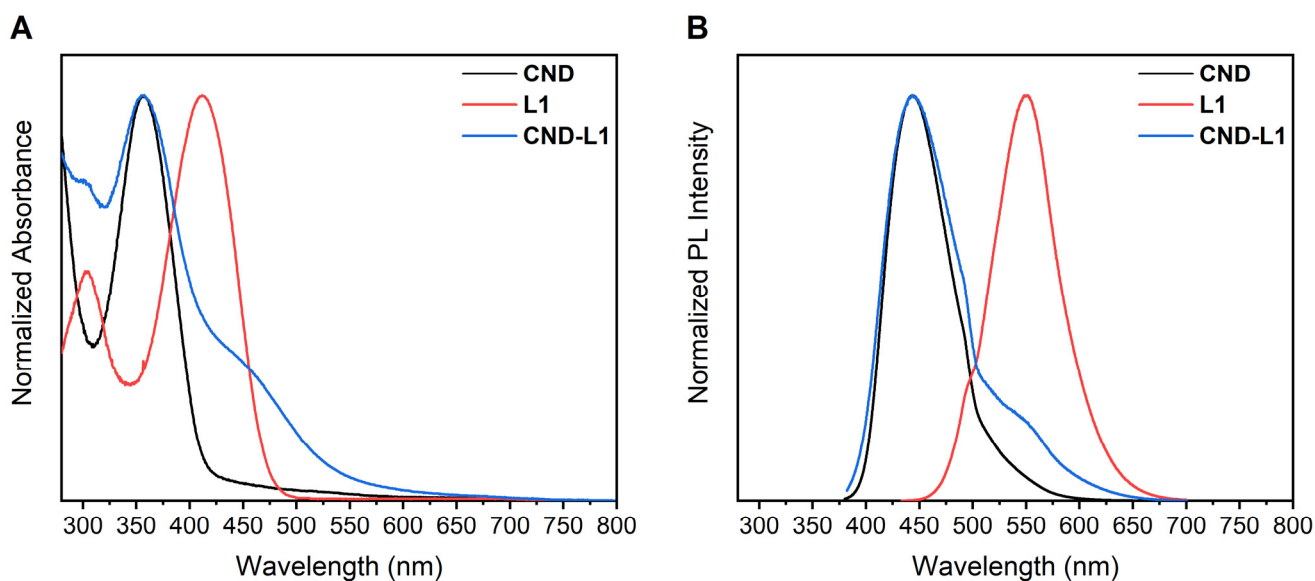 A
Normalized Absorbance
CND
L1
CND-L1
300 350 400 450 500 550 600 650 700 750 800
Wavelength (nm)
B
Normalized PL Intensity
CND
L1
CND-L1
300 350 400 450 500 550 600 650 700 750 800
Wavelength (nm)